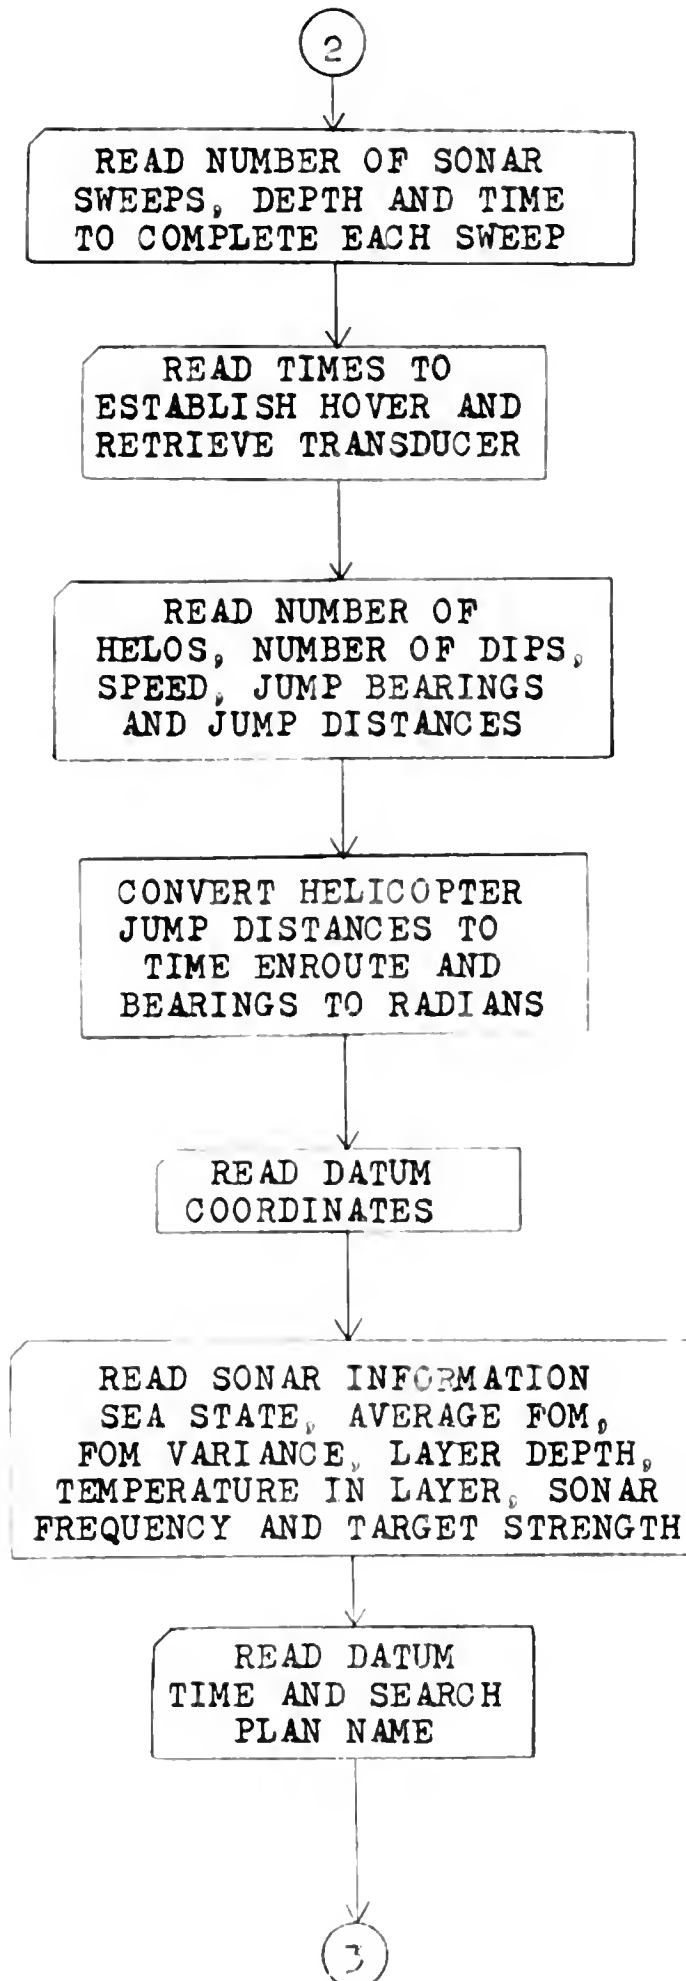 2
READ NUMBER OF SONAR
SWEEPS, DEPTH AND TIME
TO COMPLETE EACH SWEEP
READ TIMES TO
ESTABLISH HOVER AND
RETRIEVE TRANSDUCER
READ NUMBER OF
HELOS, NUMBER OF DIPS,
SPEED, JUMP BEARINGS
AND JUMP DISTANCES
CONVERT HELICOPTER
JUMP DISTANCES TO
TIME ENROUTE AND
BEARINGS TO RADIANS
READ DATUM
COORDINATES
READ SONAR INFORMATION
SEA STATE, AVERAGE FOM,
FOM VARIANCE, LAYER DEPTH,
TEMPERATURE IN LAYER, SONAR
FREQUENCY AND TARGET STRENGTH
READ DATUM
TIME AND SEARCH
PLAN NAME
3